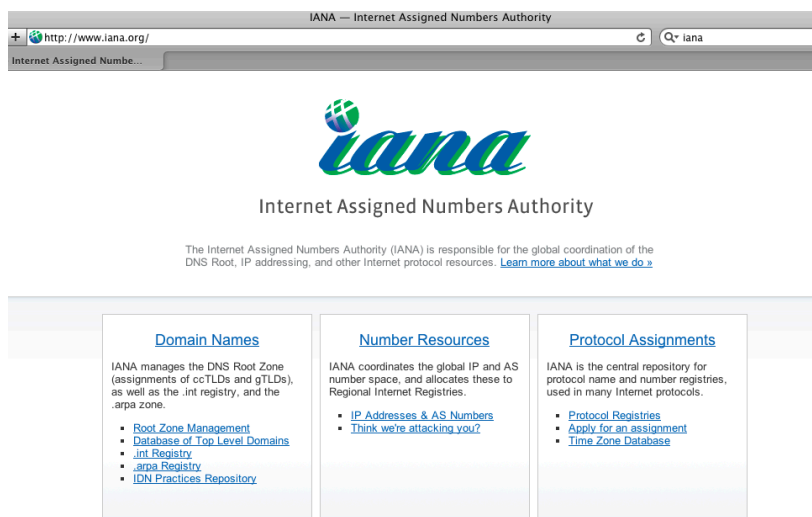 IANA — Internet Assigned Numbers Authority
+ http://www.iana.org/ iana
Internet Assigned Numbe...
iana
Internet Assigned Numbers Authority
The Internet Assigned Numbers Authority (IANA) is responsible for the global coordination of the
DNS Root, IP addressing, and other Internet protocol resources. Learn more about what we do »
Domain Names
IANA manages the DNS Root Zone
(assignments of ccTLDs and gTLDs),
as well as the .int registry, and the
.arpa zone.
Root Zone Management
Database of Top Level Domains
.int Registry
.arpa Registry
IDN Practices Repository
Number Resources
IANA coordinates the global IP and AS
number space, and allocates these to
Regional Internet Registries.
IP Addresses & AS Numbers
Think we're attacking you?
Protocol Assignments
IANA is the central repository for
protocol name and number registries,
used in many Internet protocols.
Protocol Registries
Apply for an assignment
Time Zone Database